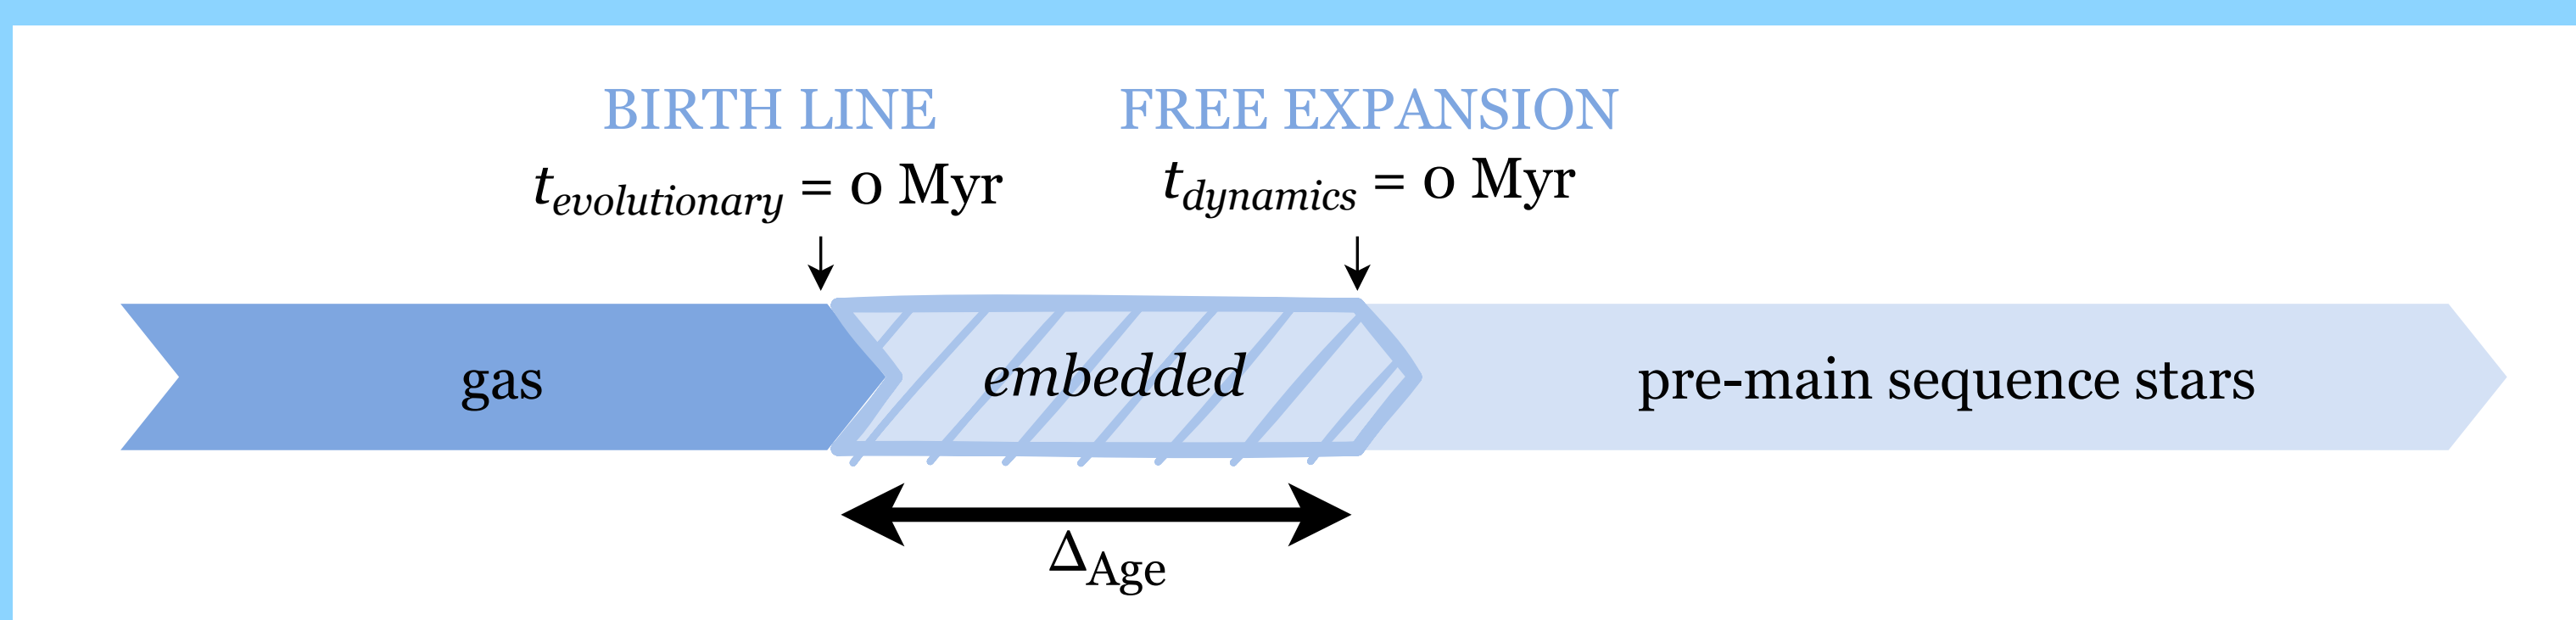 BIRTH LINE
t_evolutionary = 0 Myr
FREE EXPANSION
t_dynamics = 0 Myr
gas
embedded
pre-main sequence stars
Δ_Age